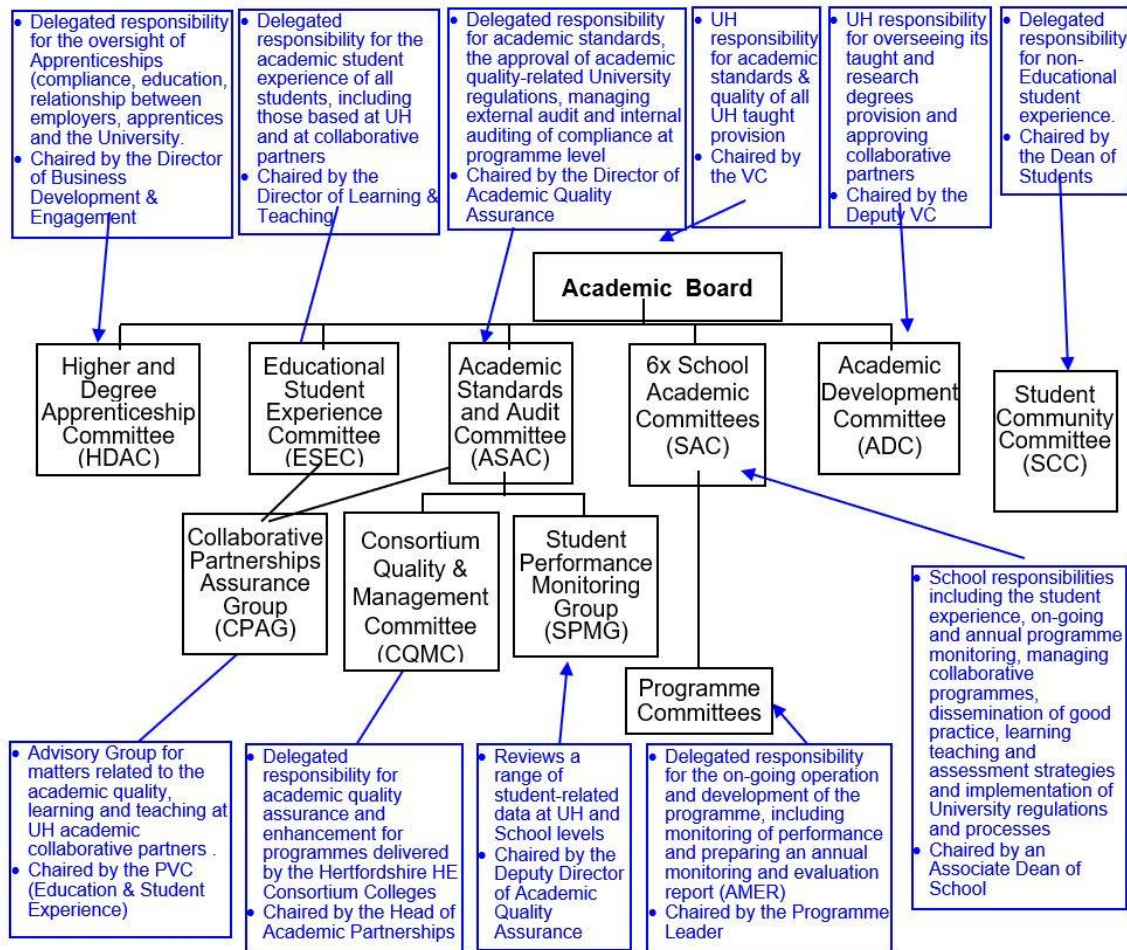 • Delegated responsibility
for the oversight of
Apprenticeships
(compliance, education,
relationship between
employers, apprentices
and the University.
• Chaired by the Director
of Business
Development &
Engagement
• Delegated
responsibility for the
academic student
experience of all
students, including
those based at UH and
at collaborative
partners
• Chaired by the
Director of Learning &
Teaching
• Delegated responsibility
for academic standards,
the approval of academic
quality-related University
regulations, managing
external audit and internal
auditing of compliance at
programme level
• Chaired by the Director of
Academic Quality
Assurance
• UH
responsibility
for academic
standards &
quality of all
UH taught
provision
• Chaired by
the VC
• UH responsibility
for overseeing its
taught and
research
degrees
provision and
approving
collaborative
partners
• Chaired by the
Deputy VC
• Delegated
responsibility
for non-
Educational
student
experience.
• Chaired by
the Dean of
Students
Academic Board
Higher and
Degree
Apprenticeship
Committee
(HDAC)
Educational
Student
Experience
Committee
(ESEC)
Academic
Standards
and Audit
Committee
(ASAC)
6x School
Academic
Committees
(SAC)
Academic
Development
Committee
(ADC)
Student
Community
Committee
(SCC)
Collaborative
Partnerships
Assurance
Group
(CPAG)
Consortium
Quality &
Management
Committee
(CQMC)
Student
Performance
Monitoring
Group
(SPMG)
Programme
Committees
• School responsibilities
including the student
experience, on-going
and annual programme
monitoring, managing
collaborative
programmes,
dissemination of good
practice, learning
teaching and
assessment strategies
and implementation of
University regulations
and processes
• Chaired by an
Associate Dean of
School
• Advisory Group for
matters related to the
academic quality,
learning and teaching at
UH academic
collaborative partners .
• Chaired by the PVC
(Education & Student
Experience)
• Delegated
responsibility for
academic quality
assurance and
enhancement for
programmes delivered
by the Hertfordshire HE
Consortium Colleges
• Chaired by the Head of
Academic Partnerships
• Reviews a
range of
student-related
data at UH and
School levels
• Chaired by the
Deputy Director
of Academic
Quality
Assurance
• Delegated responsibility
for the on-going operation
and development of the
programme, including
monitoring of performance
and preparing an annual
monitoring and evaluation
report (AMER)
• Chaired by the Programme
Leader